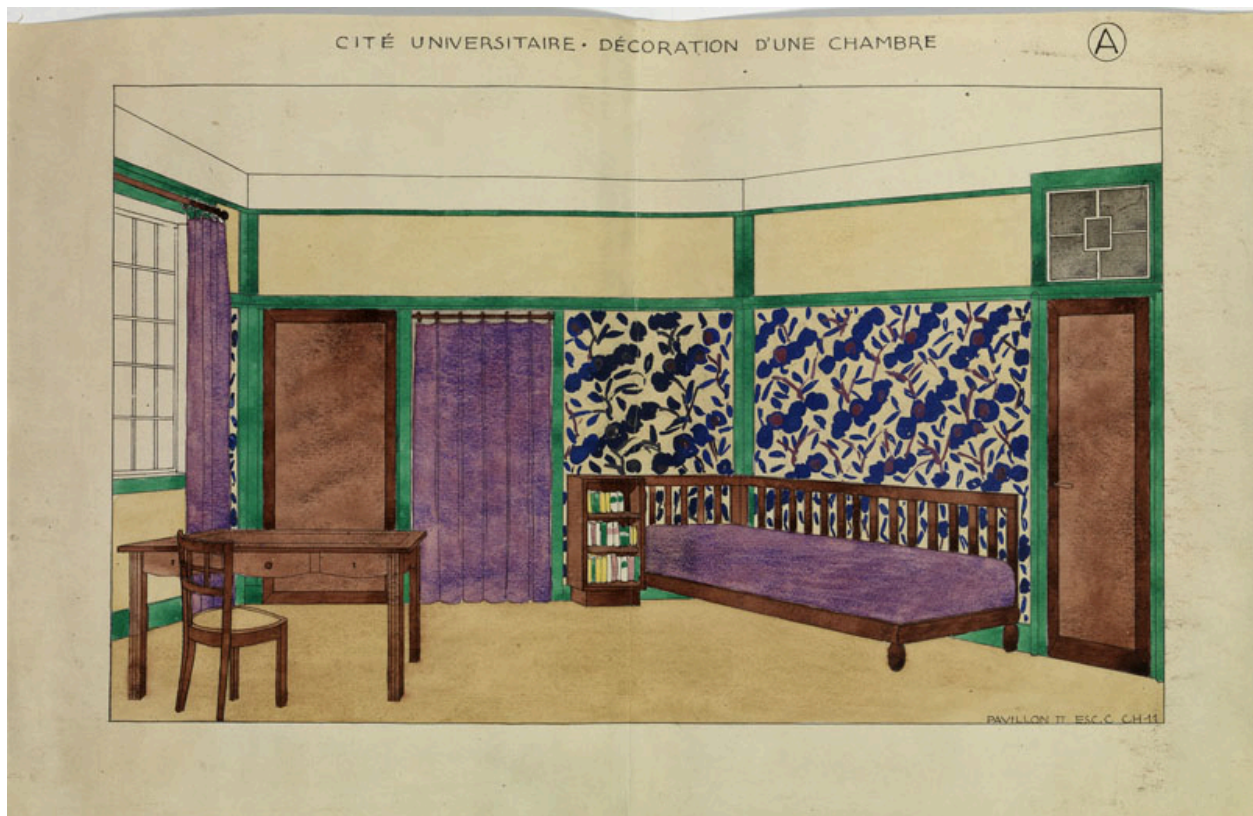 CITÉ UNIVERSITAIRE · DÉCORATION D'UNE CHAMBRE
A
PAVILLON II ESC. C CH-11